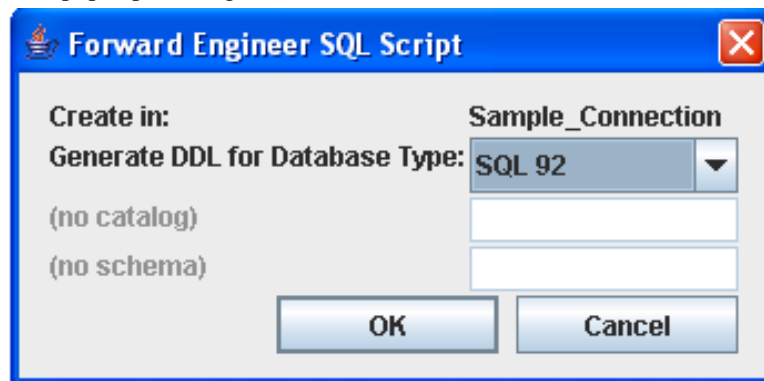 Forward Engineer SQL Script
Create in: Sample_Connection
Generate DDL for Database Type: SQL 92
(no catalog)
(no schema)
OK Cancel